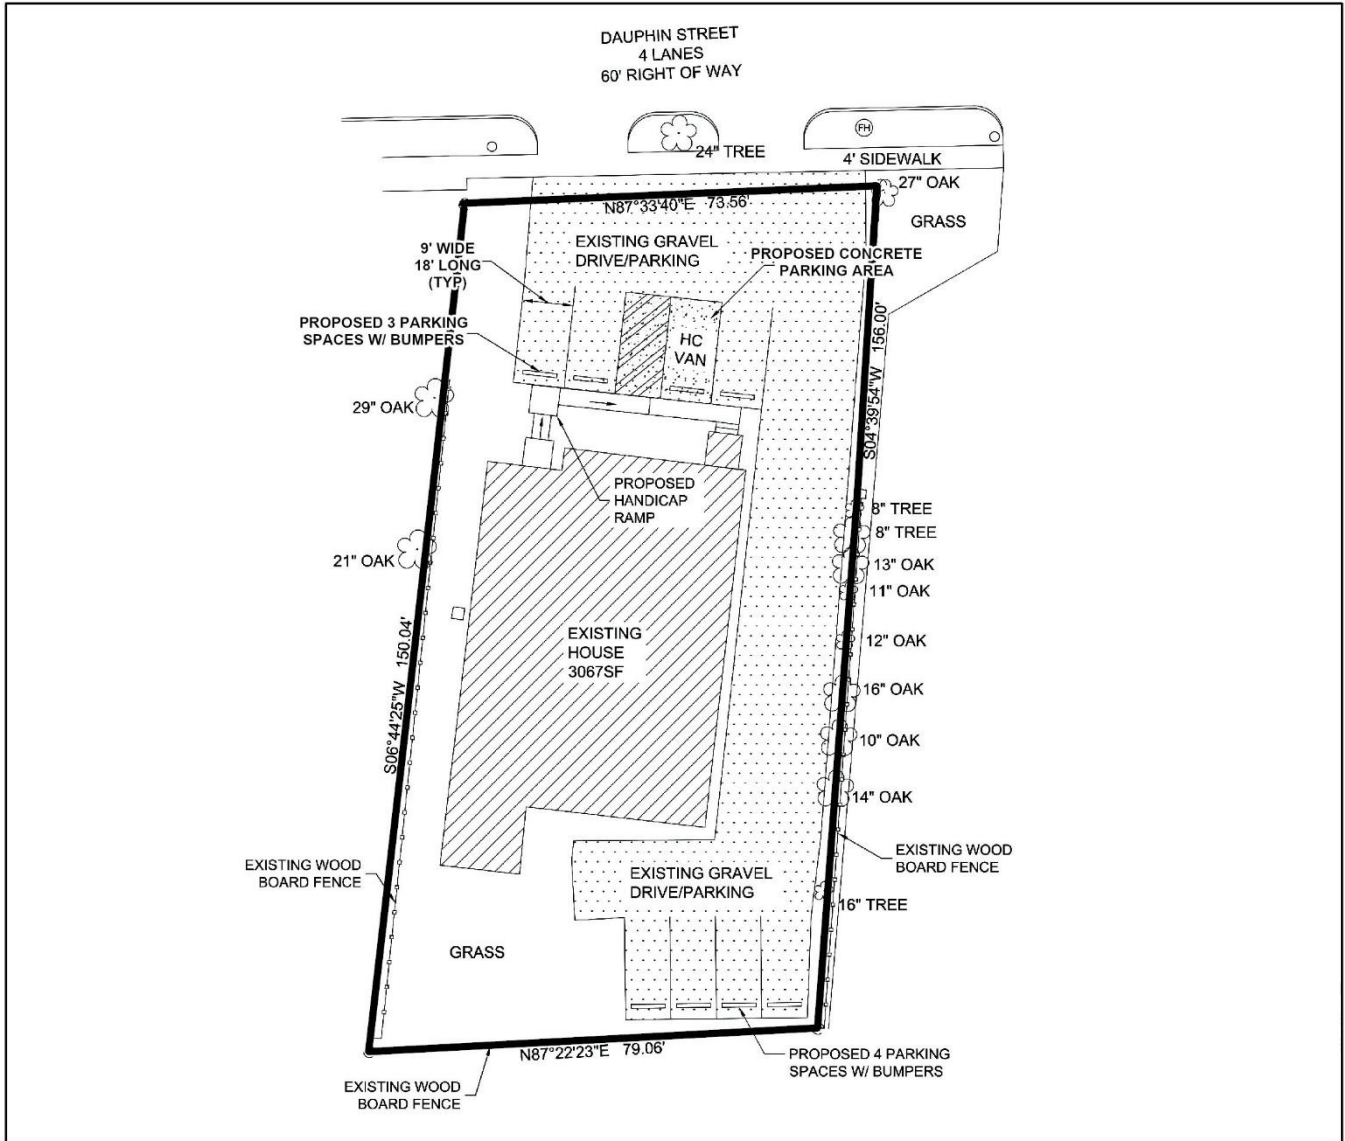 DAUPHIN STREET
4 LANES
60' RIGHT OF WAY
24" TREE
FH
4' SIDEWALK
27" OAK
GRASS
N87°33'40"E 73.56'
9' WIDE
18' LONG
(TYP)
EXISTING GRAVEL
DRIVE/PARKING
PROPOSED CONCRETE
PARKING AREA
PROPOSED 3 PARKING
SPACES W/ BUMPERS
HC
VAN
S04°39'54"W 156.00'
29" OAK
PROPOSED
HANDICAP
RAMP
8" TREE
8" TREE
21" OAK
13" OAK
11" OAK
12" OAK
EXISTING
HOUSE
3067SF
S06°44'25"W 150.04'
16" OAK
10" OAK
14" OAK
EXISTING WOOD
BOARD FENCE
EXISTING WOOD
BOARD FENCE
EXISTING GRAVEL
DRIVE/PARKING
16" TREE
GRASS
N87°22'23"E 79.06'
PROPOSED 4 PARKING
SPACES W/ BUMPERS
EXISTING WOOD
BOARD FENCE